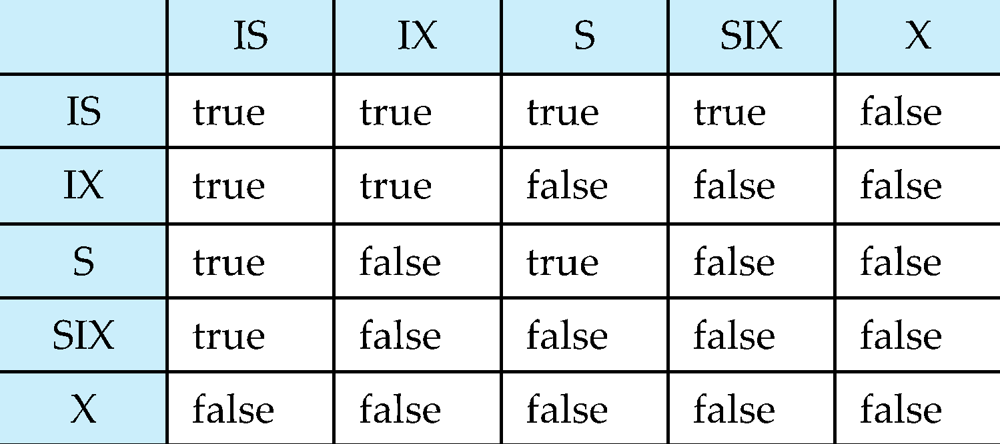 IS IX S SIX X
IS true true true true false
IX true true false false false
S true false true false false
SIX true false false false false
X false false false false false